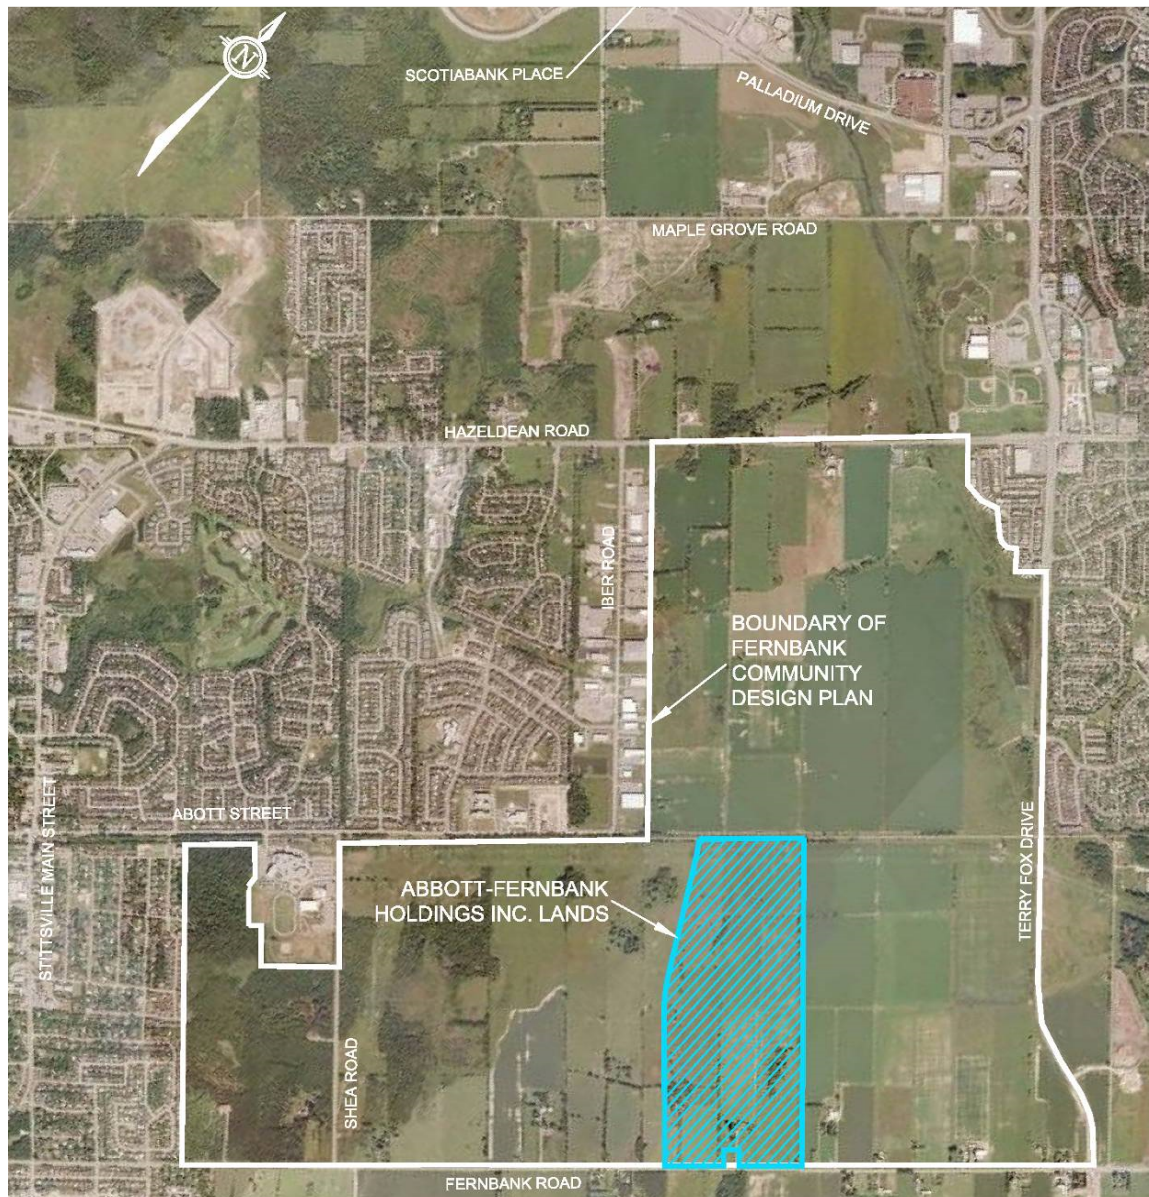 N
SCOTIABANK PLACE
PALLADIUM DRIVE
MAPLE GROVE ROAD
HAZELDEAN ROAD
IBER ROAD
BOUNDARY OF
FERNBANK
COMMUNITY
DESIGN PLAN
STITTSVILLE MAIN STREET
ABOTT STREET
ABBOTT-FERNBANK
HOLDINGS INC. LANDS
TERRY FOX DRIVE
SHEA ROAD
FERNBANK ROAD